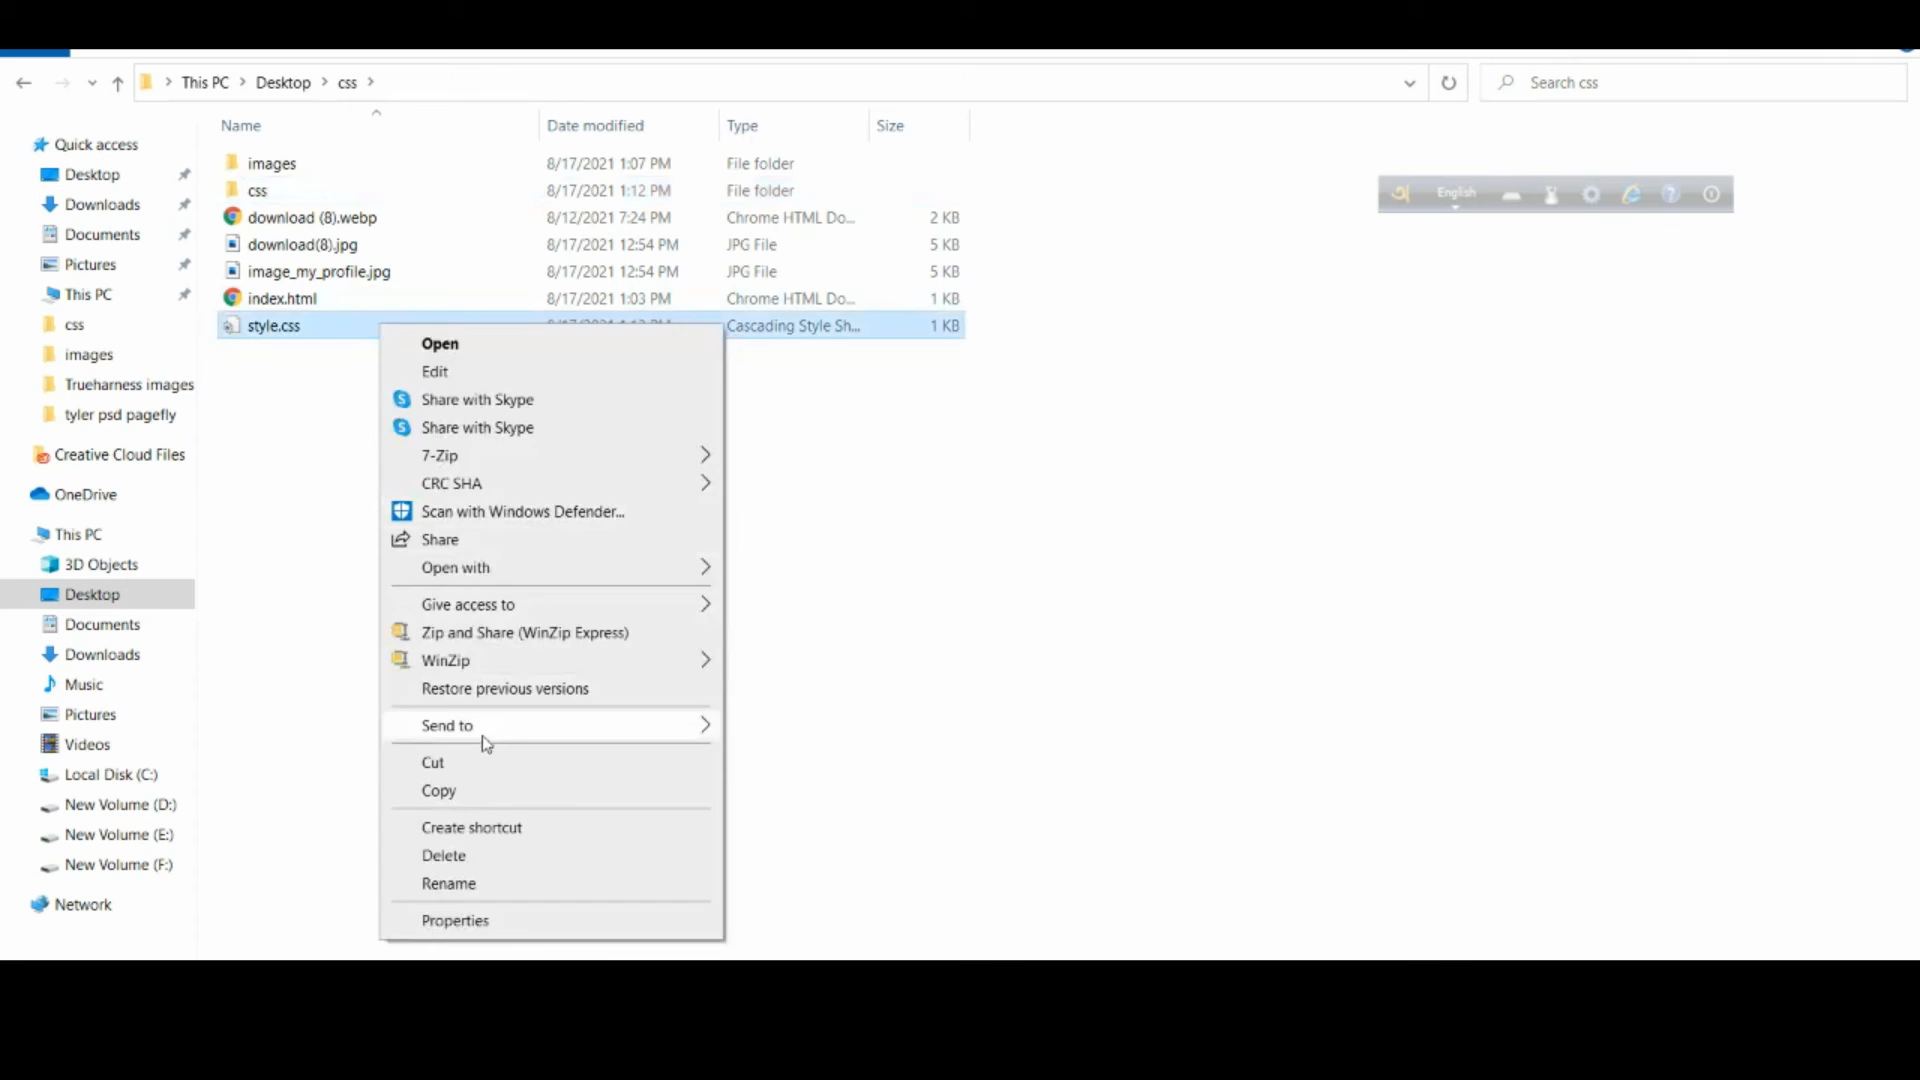 This PC > Desktop > css >
Search css
Name Date modified Type Size
images 8/17/2021 1:07 PM File folder
css 8/17/2021 1:12 PM File folder
download (8).webp 8/12/2021 7:24 PM Chrome HTML Do... 2 KB
download(8).jpg 8/17/2021 12:54 PM JPG File 5 KB
image_my_profile.jpg 8/17/2021 12:54 PM JPG File 5 KB
index.html 8/17/2021 1:03 PM Chrome HTML Do... 1 KB
style.css Cascading Style Sh... 1 KB
Quick access
Desktop
Downloads
Documents
Pictures
This PC
css
images
Trueharness images
tyler psd pagefly
Creative Cloud Files
OneDrive
This PC
3D Objects
Desktop
Documents
Downloads
Music
Pictures
Videos
Local Disk (C:)
New Volume (D:)
New Volume (E:)
New Volume (F:)
Network
Open
Edit
Share with Skype
Share with Skype
7-Zip
CRC SHA
Scan with Windows Defender...
Share
Open with
Give access to
Zip and Share (WinZip Express)
WinZip
Restore previous versions
Send to
Cut
Copy
Create shortcut
Delete
Rename
Properties
English